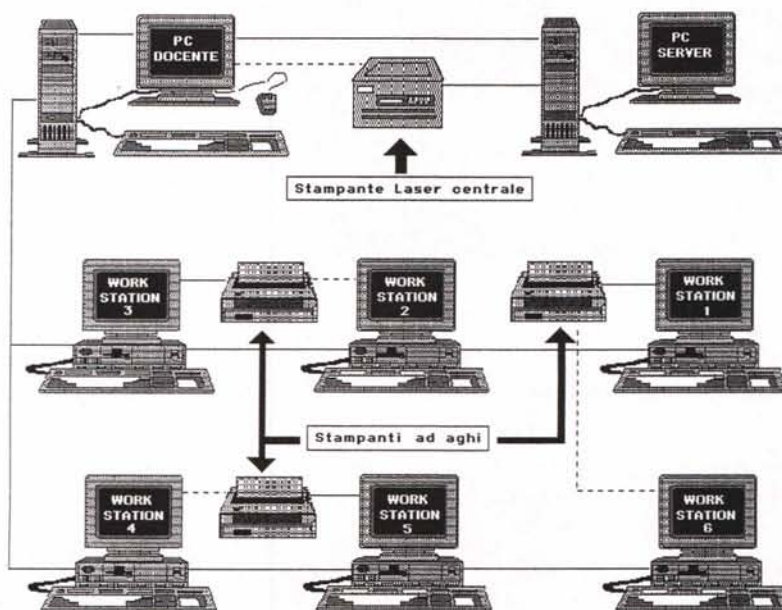 PC
DOCENTE
PC
SERVER
Stampante Laser centrale
WORK
STATION
3
WORK
STATION
2
WORK
STATION
1
Stampanti ad aghi
WORK
STATION
4
WORK
STATION
5
WORK
STATION
6